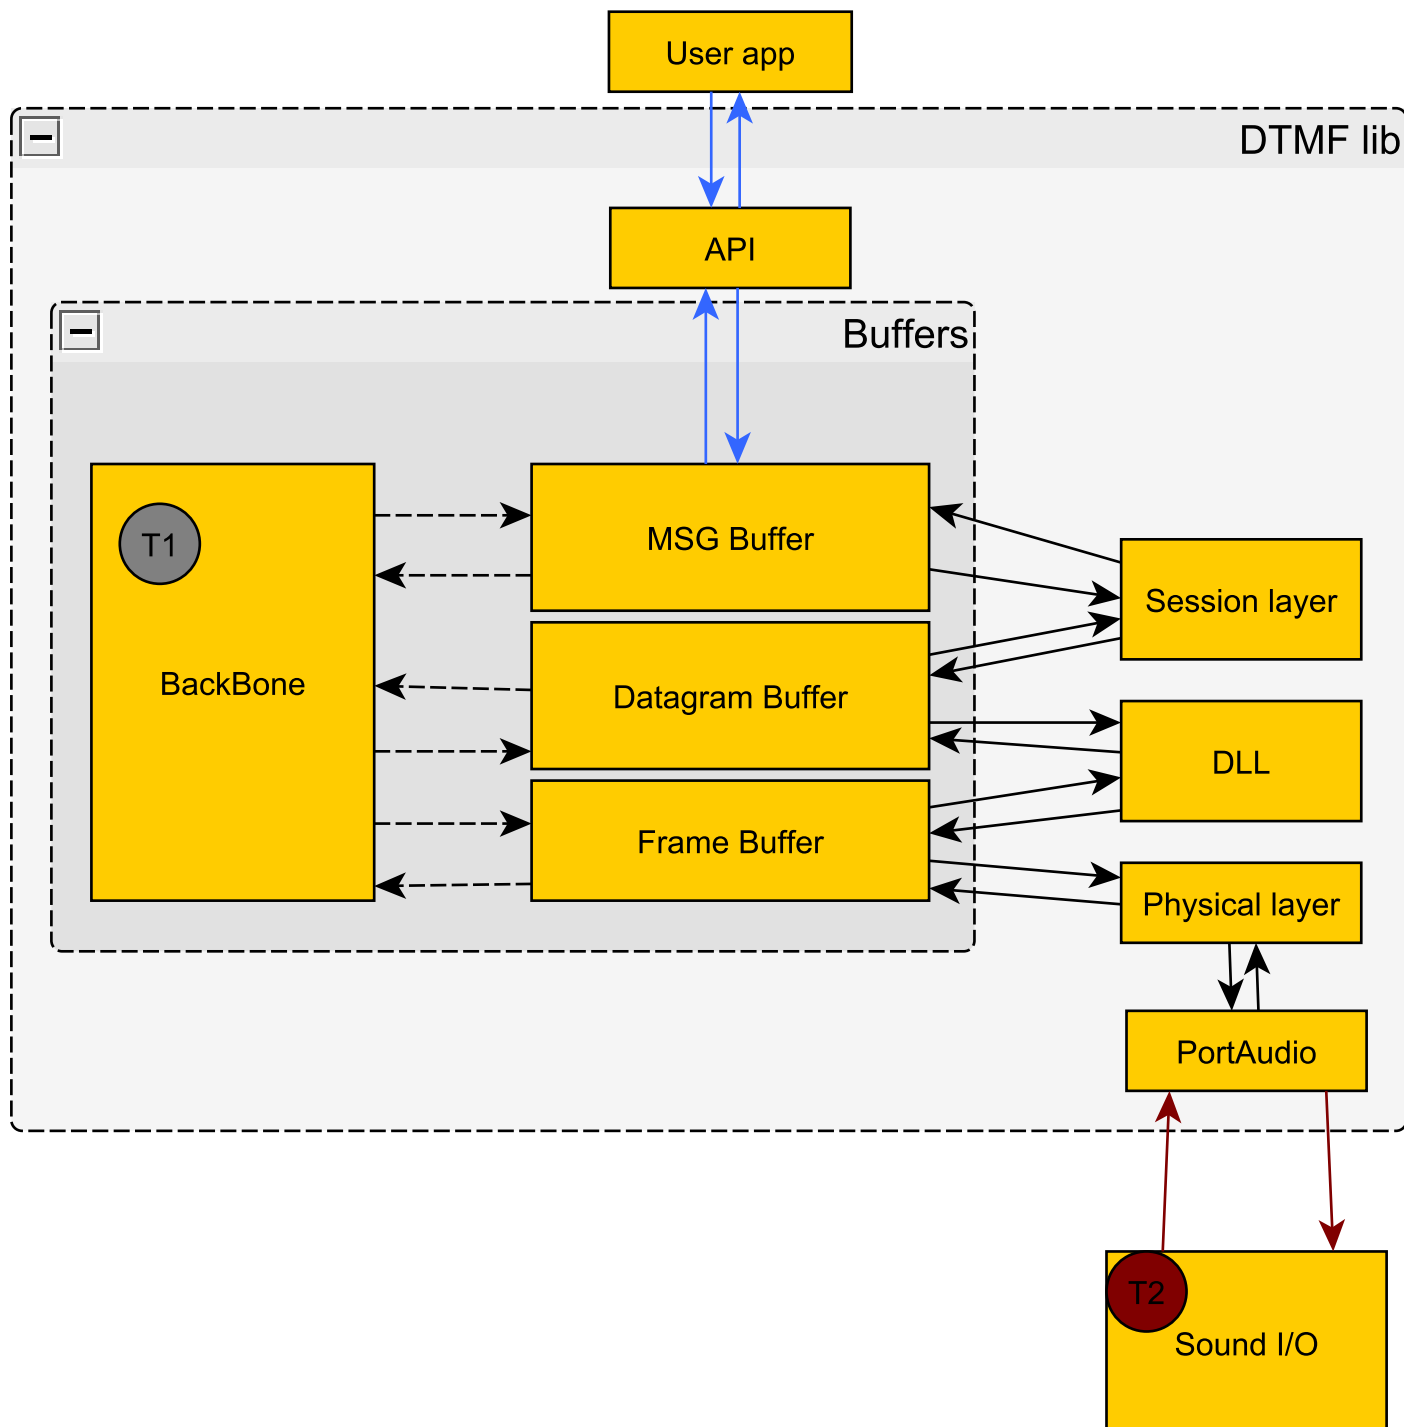 User app
DTMF lib
API
Buffers
T1
MSG Buffer
Session layer
BackBone
Datagram Buffer
DLL
Frame Buffer
Physical layer
PortAudio
T2
Sound I/O